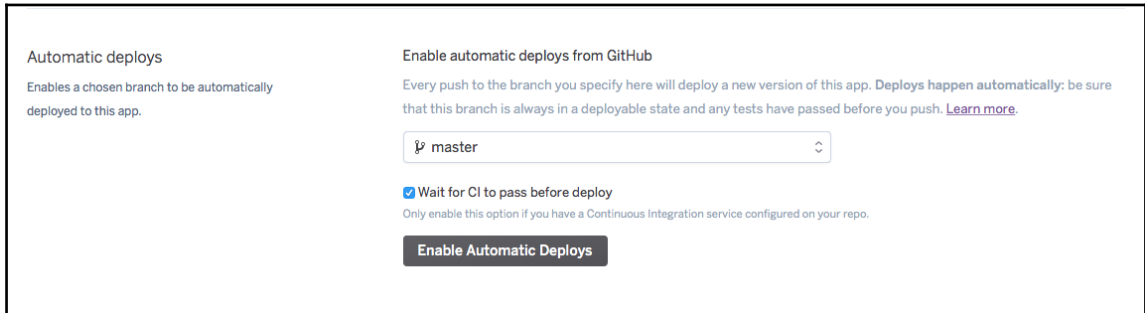 Automatic deploys
Enables a chosen branch to be automatically
deployed to this app.
Enable automatic deploys from GitHub
Every push to the branch you specify here will deploy a new version of this app. Deploys happen automatically: be sure
that this branch is always in a deployable state and any tests have passed before you push. Learn more.
master
Wait for CI to pass before deploy
Only enable this option if you have a Continuous Integration service configured on your repo.
Enable Automatic Deploys